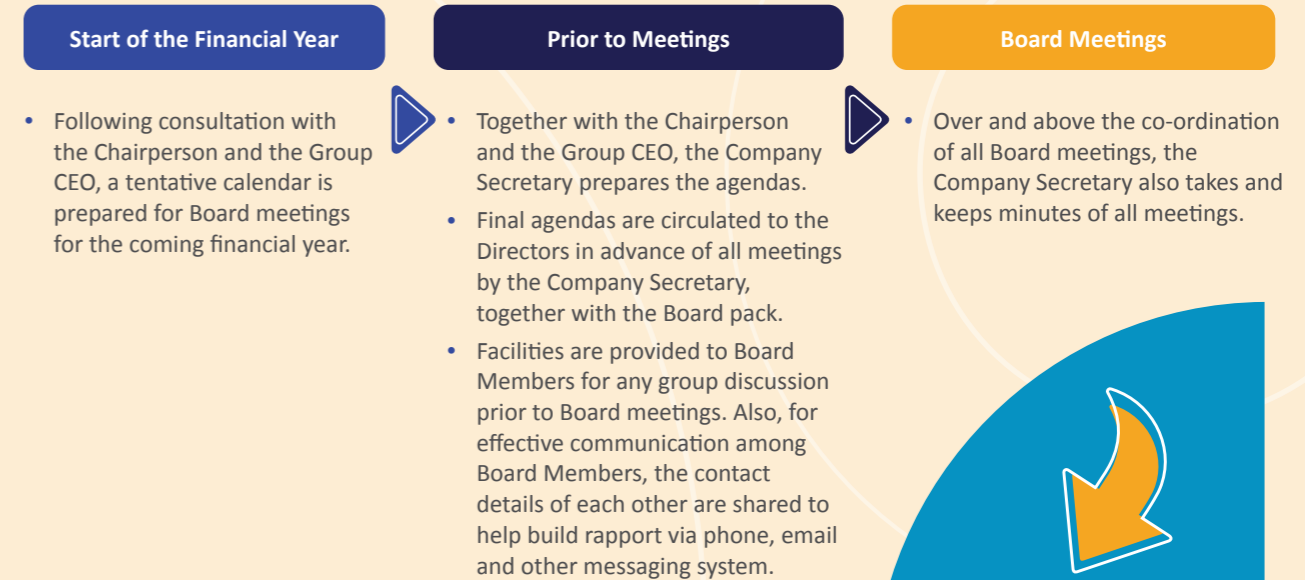 Start of the Financial Year
• Following consultation with
the Chairperson and the Group
CEO, a tentative calendar is
prepared for Board meetings
for the coming financial year.
Prior to Meetings
• Together with the Chairperson
and the Group CEO, the Company
Secretary prepares the agendas.
• Final agendas are circulated to the
Directors in advance of all meetings
by the Company Secretary,
together with the Board pack.
• Facilities are provided to Board
Members for any group discussion
prior to Board meetings. Also, for
effective communication among
Board Members, the contact
details of each other are shared to
help build rapport via phone, email
and other messaging system.
Board Meetings
• Over and above the co-ordination
of all Board meetings, the
Company Secretary also takes and
keeps minutes of all meetings.